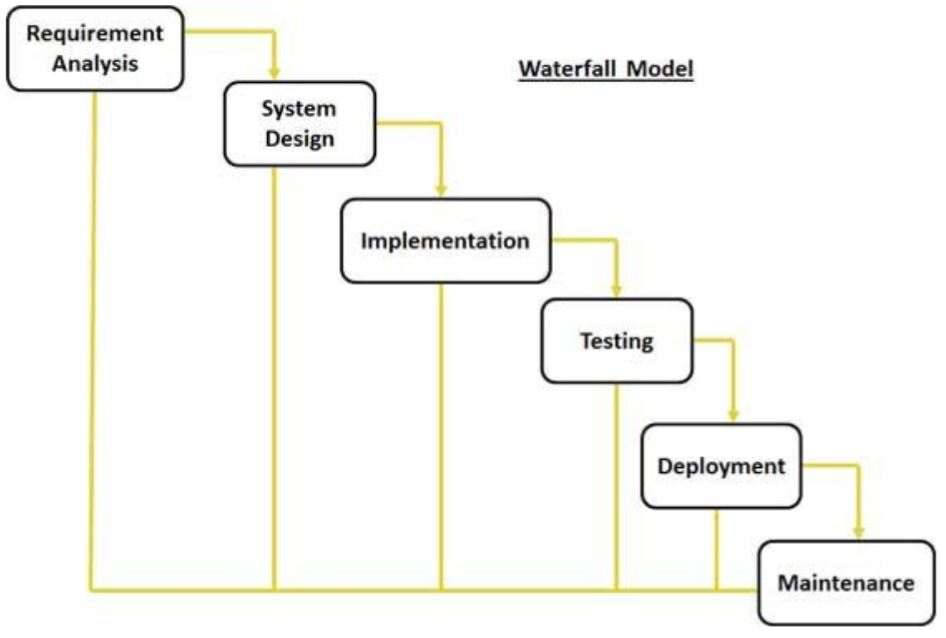 Requirement
Analysis
Waterfall Model
System
Design
Implementation
Testing
Deployment
Maintenance